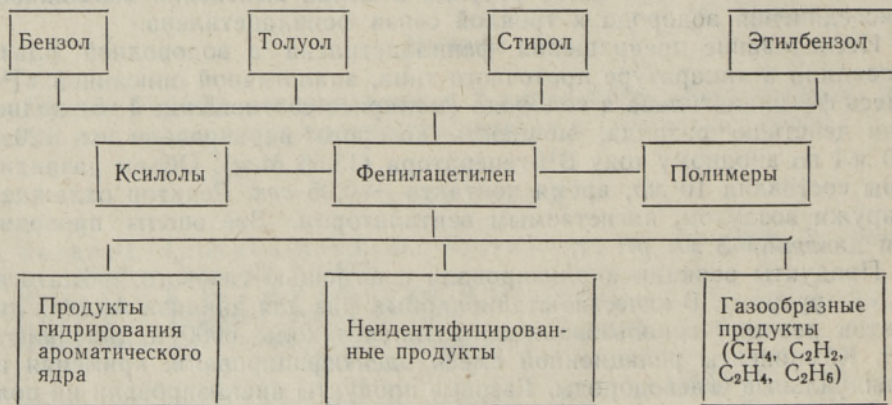 Бензол
Толуол
Стирол
Этилбензол
Ксилолы
Фенилацетилен
Полимеры
Продукты
гидрирования
ароматического
ядра
Неидентифицирован-
ные продукты
Газообразные
продукты
(CH₄, C₂H₂,
C₂H₄, C₂H₆)